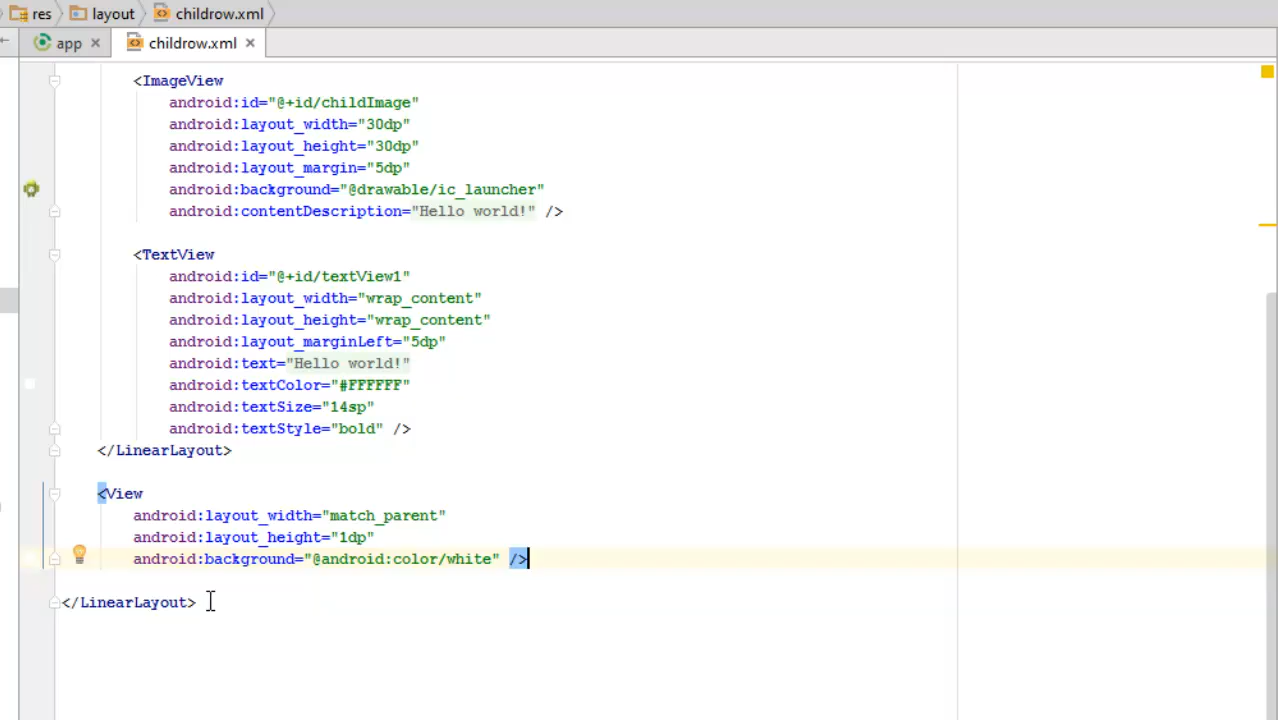 res layout childrow.xml
app childrow.xml
<ImageView
android:id="@+id/childImage"
android:layout_width="30dp"
android:layout_height="30dp"
android:layout_margin="5dp"
android:background="@drawable/ic_launcher"
android:contentDescription="Hello world!" />
<TextView
android:id="@+id/textView1"
android:layout_width="wrap_content"
android:layout_height="wrap_content"
android:layout_marginLeft="5dp"
android:text="Hello world!"
android:textColor="#FFFFFF"
android:textSize="14sp"
android:textStyle="bold" />
</LinearLayout>
<View
android:layout_width="match_parent"
android:layout_height="1dp"
android:background="@android:color/white" />
</LinearLayout>